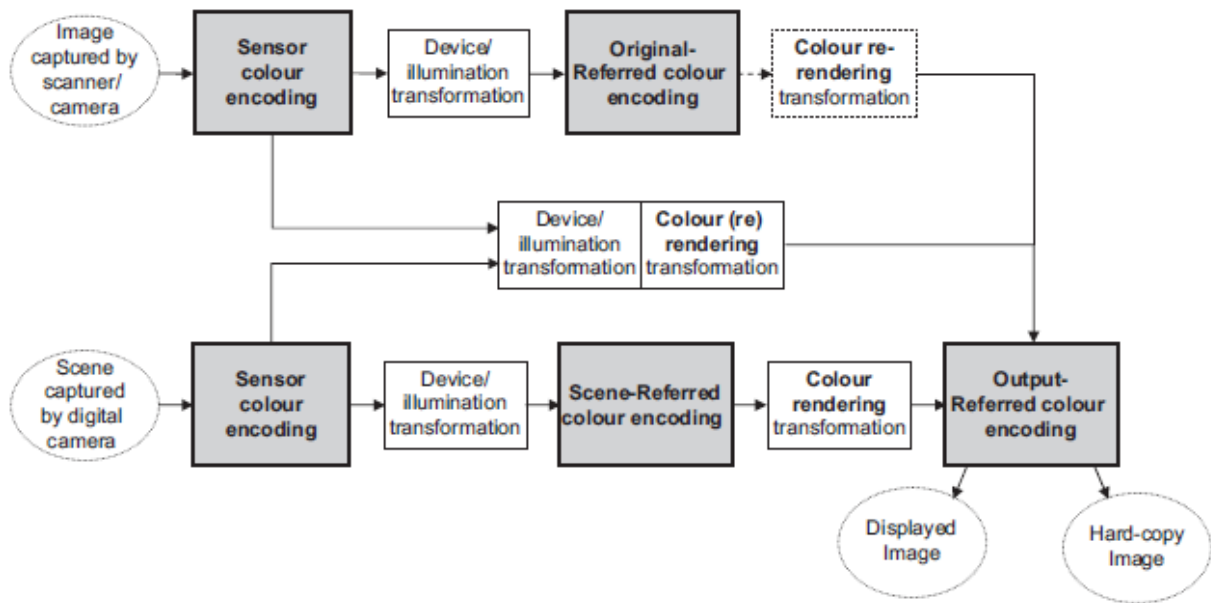 Image
captured by
scanner/
camera
Sensor
colour
encoding
Device/
illumination
transformation
Original-
Referred colour
encoding
Colour re-
rendering
transformation
Device/
illumination
transformation
Colour (re)
rendering
transformation
Scene
captured
by digital
camera
Sensor
colour
encoding
Device/
illumination
transformation
Scene-Referred
colour encoding
Colour
rendering
transformation
Output-
Referred colour
encoding
Displayed
Image
Hard-copy
Image